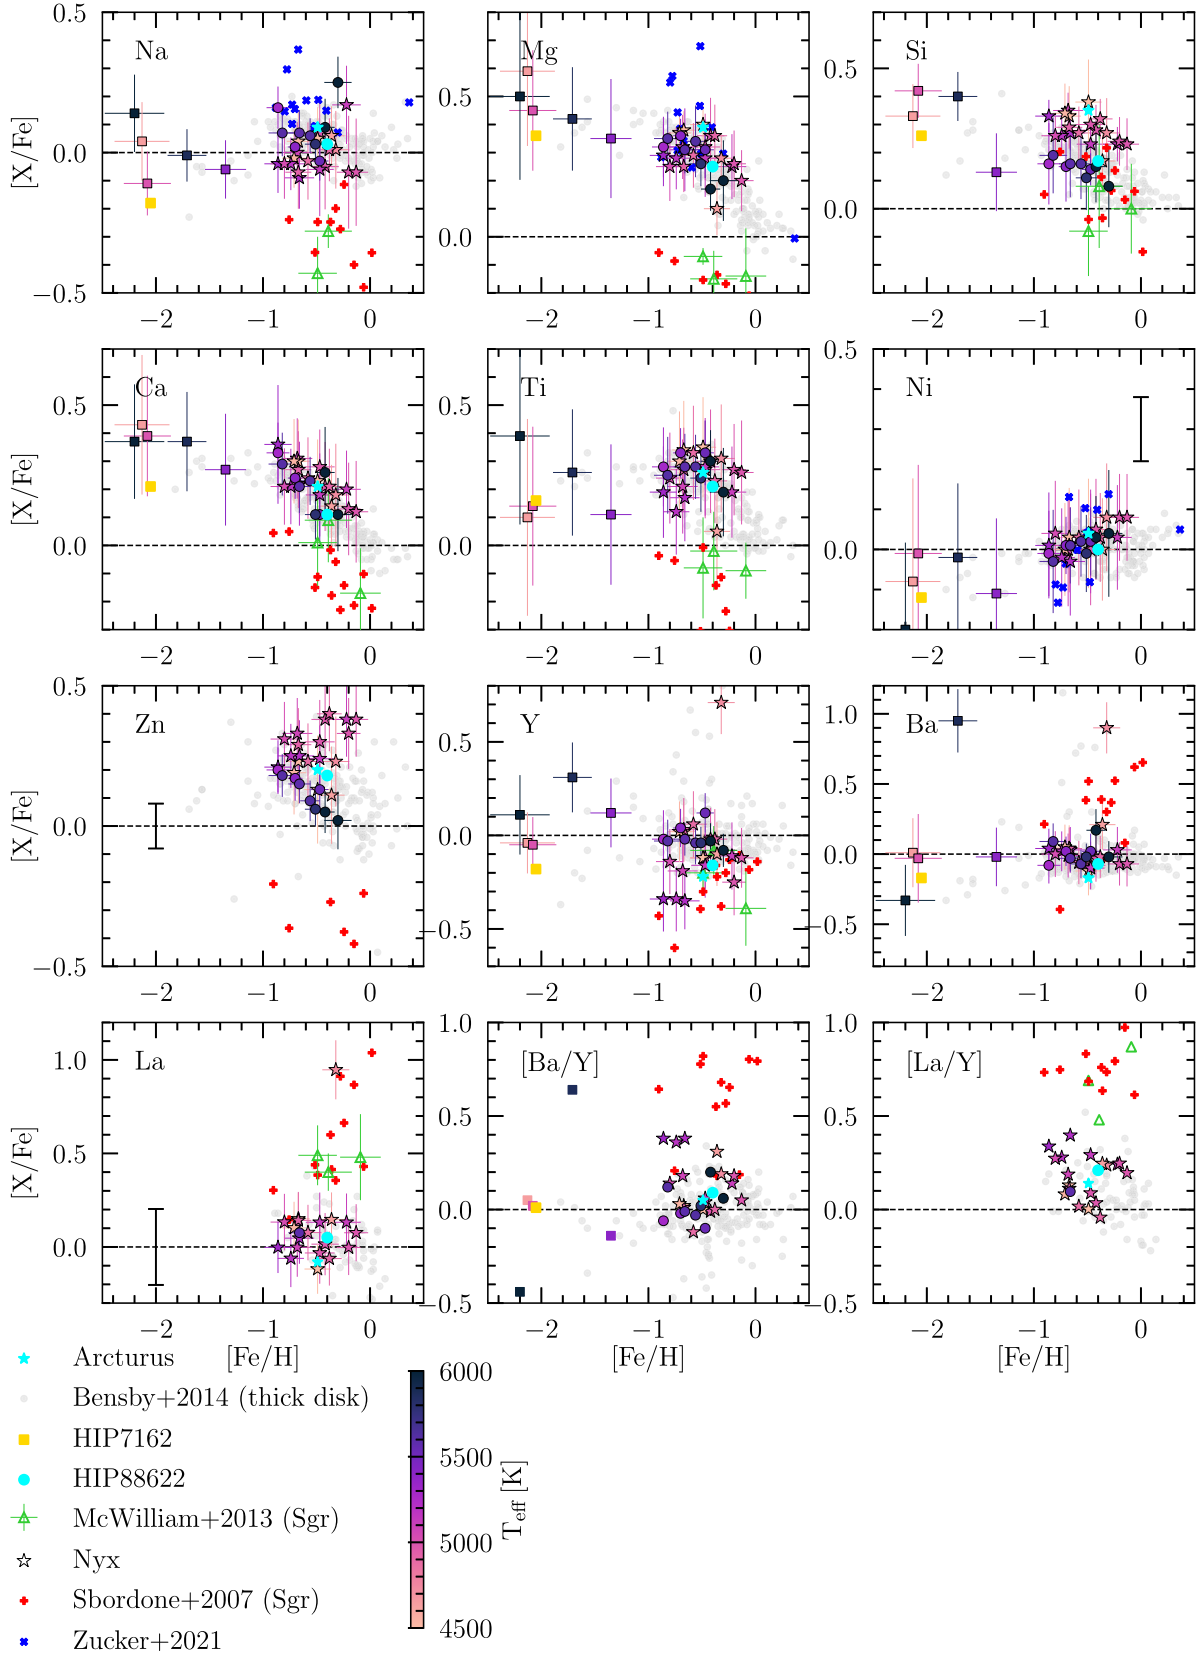 Na
Mg
Si
[X/Fe]
0.5
0.0
−0.5
0.5
0.0
0.5
0.0
−2
−1
0
−2
−1
0
−2
−1
0
Ca
Ti
Ni
[X/Fe]
0.5
0.0
0.5
0.0
0.5
0.0
−2
−1
0
−2
−1
0
−2
−1
0
Zn
Y
Ba
[X/Fe]
0.5
0.0
−0.5
0.5
0.0
−0.5
1.0
0.5
0.0
−0.5
−2
−1
0
−2
−1
0
−2
−1
0
La
[Ba/Y]
[La/Y]
[X/Fe]
1.0
0.5
0.0
1.0
0.5
0.0
−0.5
1.0
0.5
0.0
−0.5
−2
−1
0
−2
−1
0
−2
−1
0
[Fe/H]
[Fe/H]
[Fe/H]
Arcturus
Bensby+2014 (thick disk)
HIP7162
HIP88622
McWilliam+2013 (Sgr)
Nyx
Sbordone+2007 (Sgr)
Zucker+2021
6000
5500
5000
4500
Teff [K]